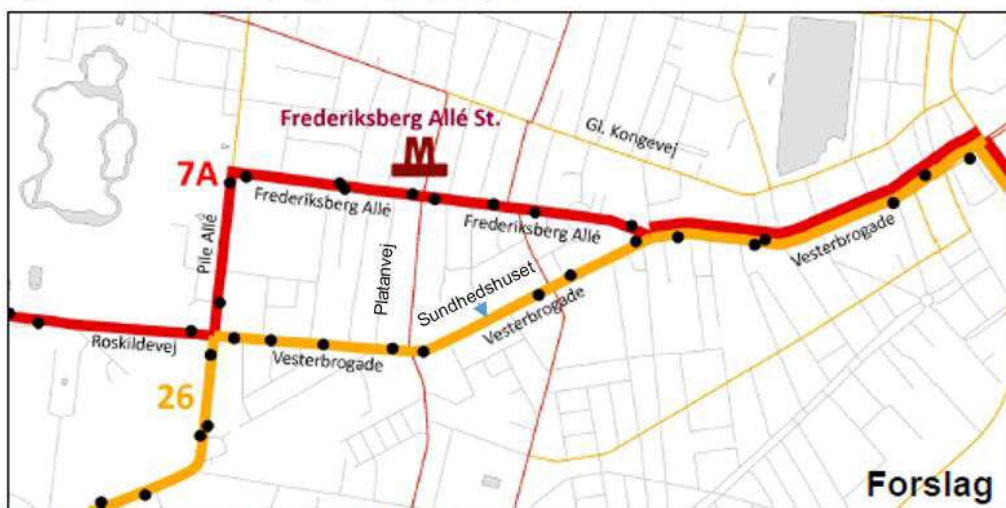 Frederiksberg Allé St.
M
Gl. Kongevej
7A
Frederiksberg Allé
Frederiksberg Allé
Pile Allé
Platanvej
Sundhedshuset
Vesterbrogade
Vesterbrogade
Roskildevej
Vesterbrogade
26
Forslag